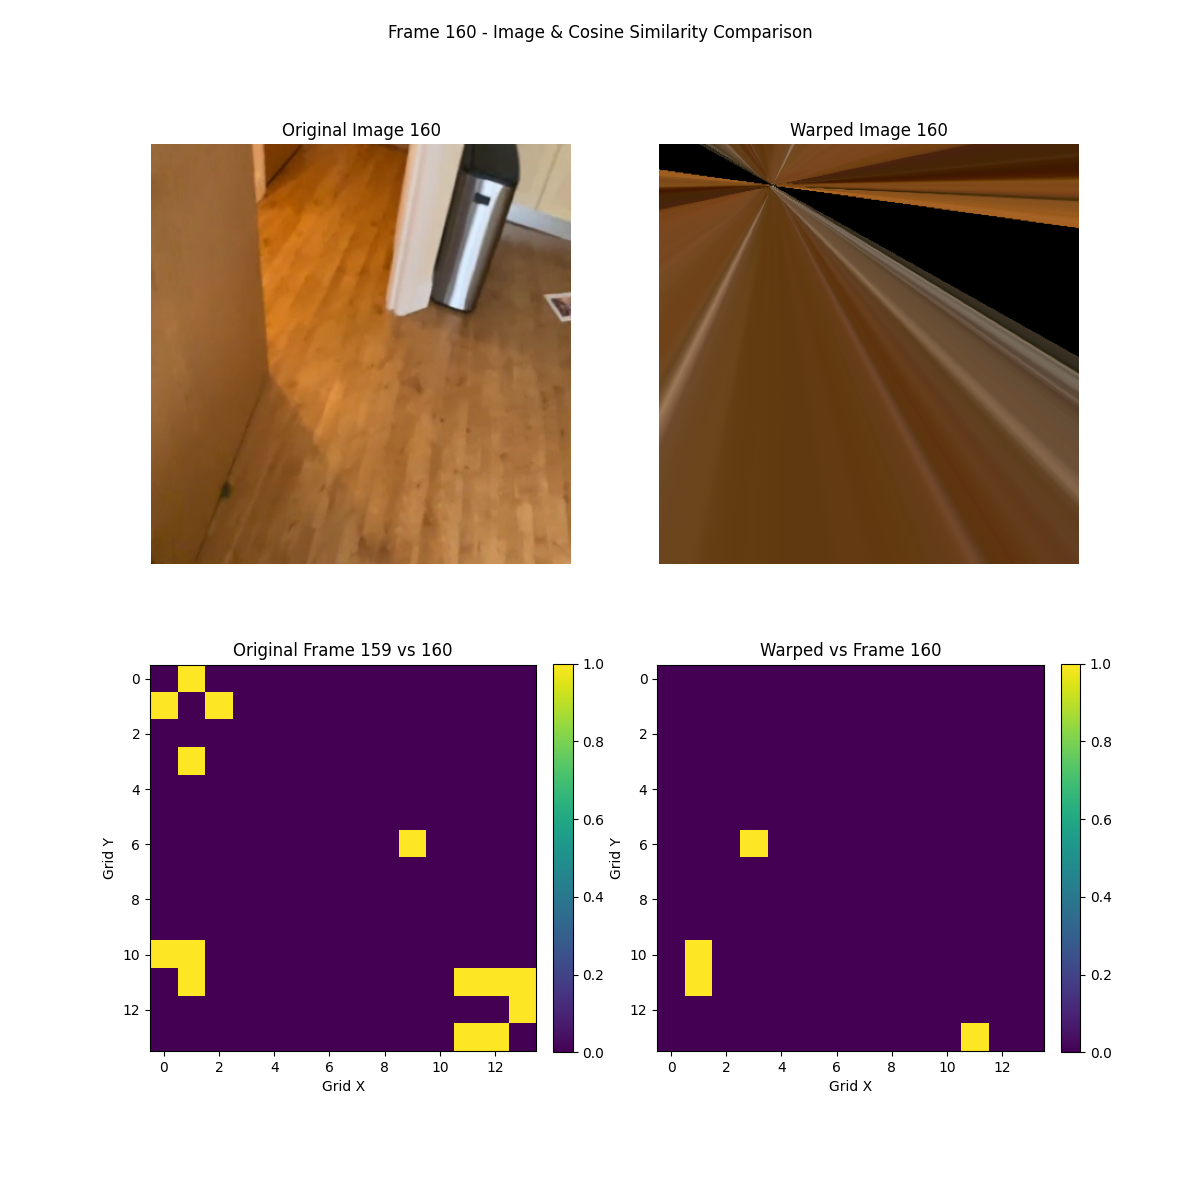 Frame 160 - Image & Cosine Similarity Comparison
Original Image 160
Warped Image 160
Original Frame 159 vs 160
Warped vs Frame 160
0
2
4
6
8
10
12
Grid Y
0 2 4 6 8 10 12
Grid X
1.0
0.8
0.6
0.4
0.2
0.0
0
2
4
6
8
10
12
Grid Y
0 2 4 6 8 10 12
Grid X
1.0
0.8
0.6
0.4
0.2
0.0